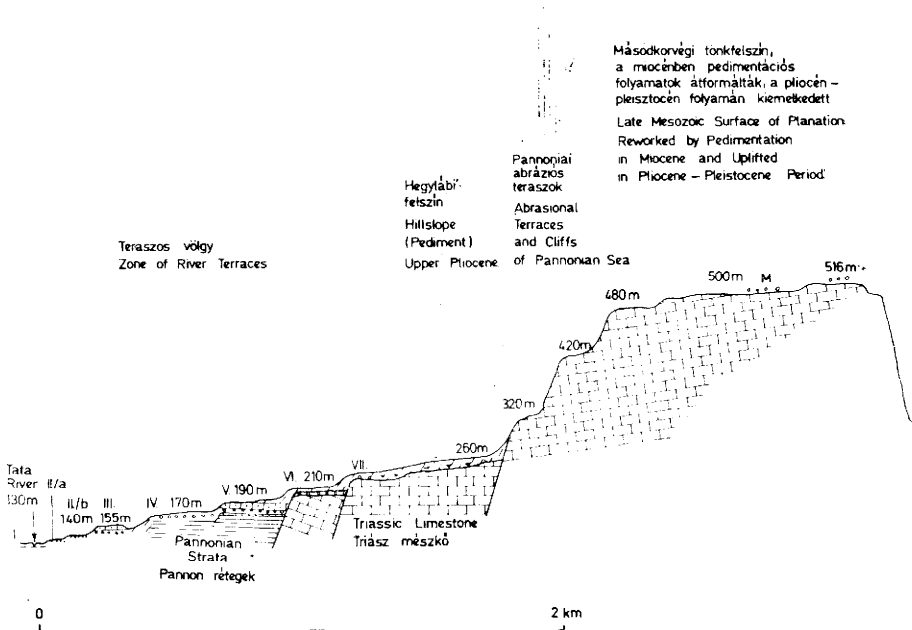 Másodkorvégi tönkfelszín,
a miocénben pedimentációs
folyamatok átformálták, a pliocén –
pleisztocén folyamán kiemelkedett
Late Mesozoic Surface of Planation
Reworked by Pedimentation
in Miocene and Uplifted
in Pliocene – Pleistocene Period
Pannoniai
abráziós
teraszok
Abrasional
Terraces
and Cliffs
of Pannonian Sea
Hegylábi-
felszín
Hillslope
(Pediment)
Upper Pliocene
Teraszos völgy
Zone of River Terraces
516m
500m M
480m
420m
320m
260m
VII.
VI. 210m
V. 190m
IV. 170m
III.
155m
II./b
140m
II/a
Tata
River
130m
Triassic Limestone
Triász mészkő
Pannonian
Strata
Pannon rétegek
0 2 km